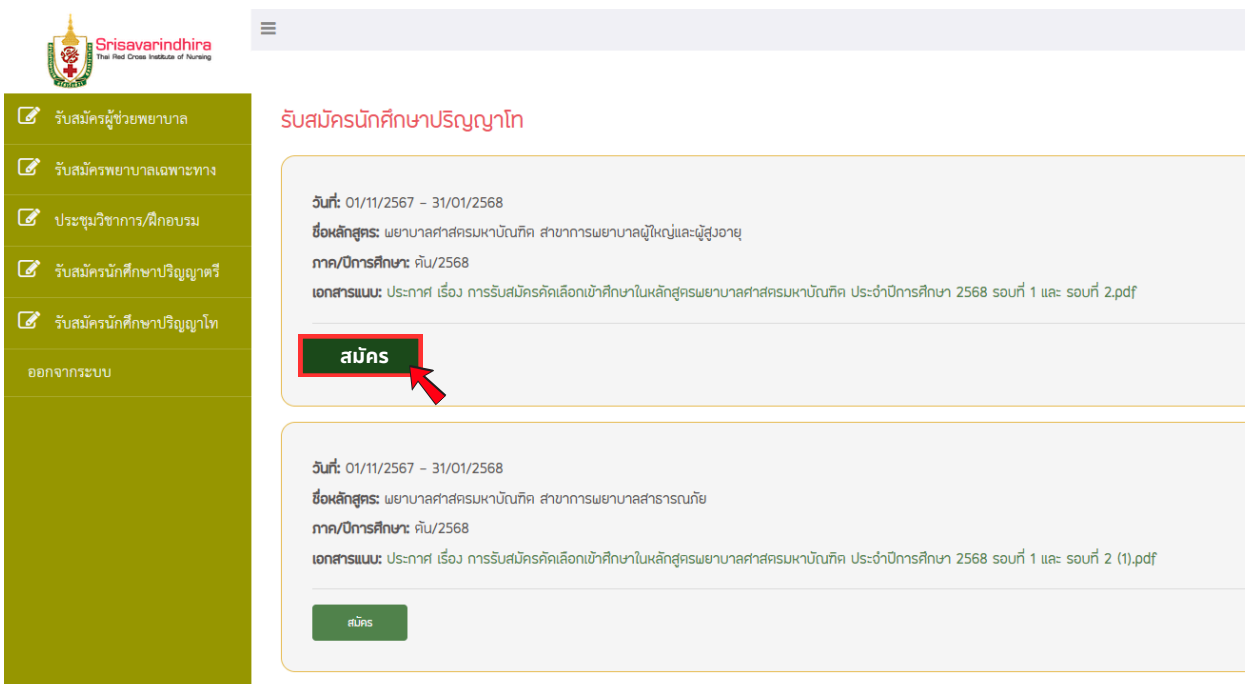 Srisavarindhira
Thai Red Cross Institute of Nursing
รับสมัครผู้ช่วยพยาบาล
รับสมัครพยาบาลเฉพาะทาง
ประชุมวิชาการ/ฝึกอบรม
รับสมัครนักศึกษาปริญญาตรี
รับสมัครนักศึกษาปริญญาโท
ออกจากระบบ
รับสมัครนักศึกษาปริญญาโท
วันที่: 01/11/2567 - 31/01/2568
ชื่อหลักสูตร: พยาบาลศาสตรมหาบัณฑิต สาขาการพยาบาลผู้ใหญ่และผู้สูงอายุ
ภาค/ปีการศึกษา: ต้น/2568
เอกสารแนบ: ประกาศ เรื่อง การรับสมัครคัดเลือกเข้าศึกษาในหลักสูตรพยาบาลศาสตรมหาบัณฑิต ประจำปีการศึกษา 2568 รอบที่ 1 และ รอบที่ 2.pdf
สมัคร
วันที่: 01/11/2567 - 31/01/2568
ชื่อหลักสูตร: พยาบาลศาสตรมหาบัณฑิต สาขาการพยาบาลสาธารณภัย
ภาค/ปีการศึกษา: ต้น/2568
เอกสารแนบ: ประกาศ เรื่อง การรับสมัครคัดเลือกเข้าศึกษาในหลักสูตรพยาบาลศาสตรมหาบัณฑิต ประจำปีการศึกษา 2568 รอบที่ 1 และ รอบที่ 2 (1).pdf
สมัคร